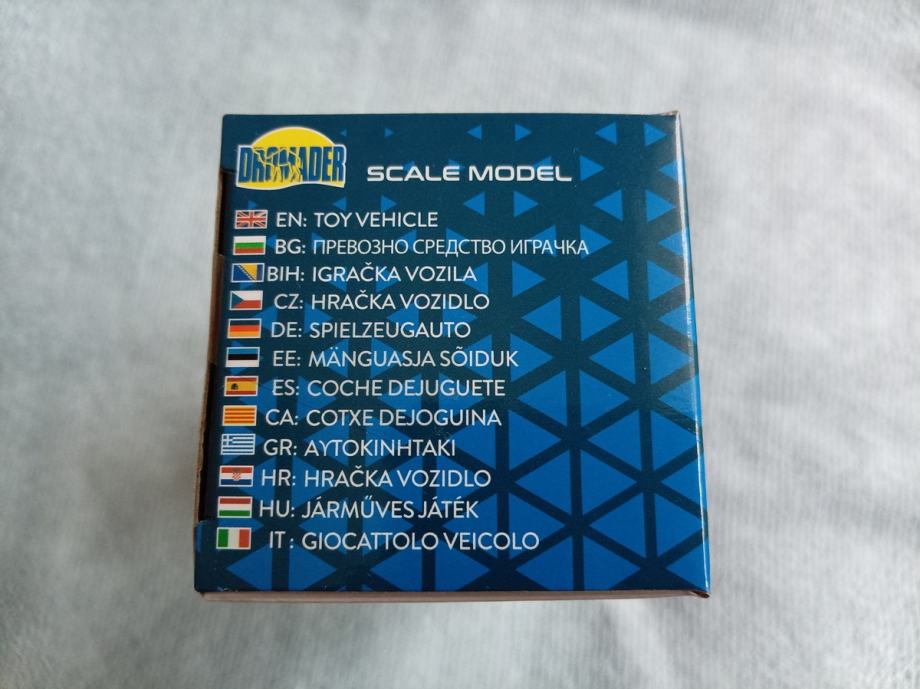 DROMADER
SCALE MODEL
EN: TOY VEHICLE
BG: ПРЕВОЗНО СРЕДСТВО ИГРАЧКА
BIH: IGRAČKA VOZILA
CZ: HRAČKA VOZIDLO
DE: SPIELZEUGAUTO
EE: MÄNGUASJA SÕIDUK
ES: COCHE DEJUGUETE
CA: COTXE DEJOGUINA
GR: ΑΥΤΟΚΙΝΗΤΑΚΙ
HR: HRAČKA VOZIDLO
HU: JÁRMŰVES JÁTÉK
IT : GIOCATTOLO VEICOLO